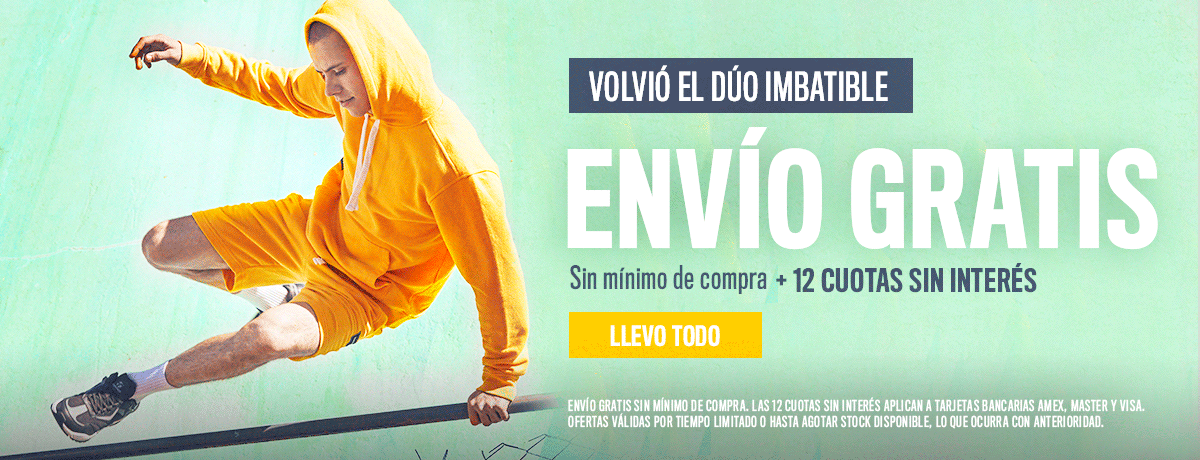 VOLVIÓ EL DÚO IMBATIBLE
ENVÍO GRATIS
Sin mínimo de compra + 12 CUOTAS SIN INTERÉS
LLEVO TODO
ENVÍO GRATIS SIN MÍNIMO DE COMPRA. LAS 12 CUOTAS SIN INTERÉS APLICAN A TARJETAS BANCARIAS AMEX, MASTER Y VISA.
OFERTAS VÁLIDAS POR TIEMPO LIMITADO O HASTA AGOTAR STOCK DISPONIBLE, LO QUE OCURRA CON ANTERIORIDAD.